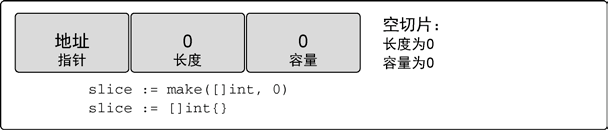 地址
指针
0
长度
0
容量
空切片：
长度为0
容量为0
slice := make([]int, 0)
slice := []int{}